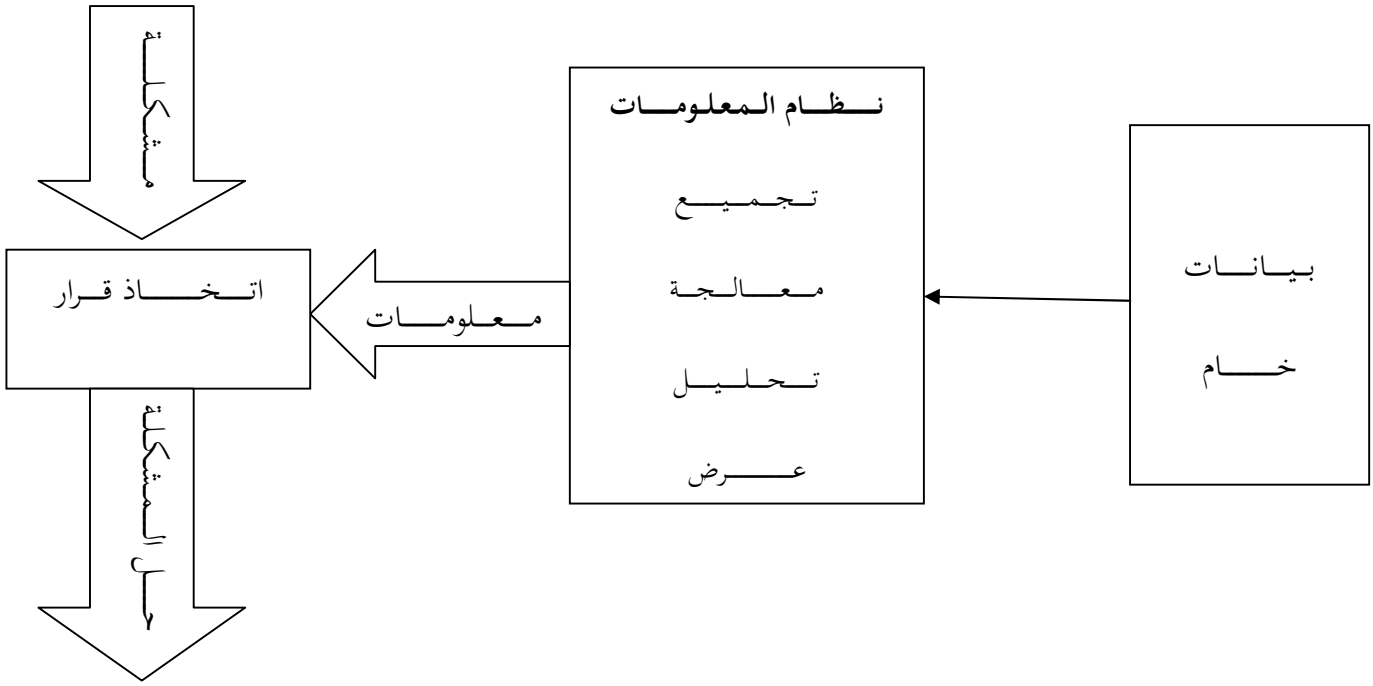 بيانات
خام
نظام المعلومات
تجميع
معالجة
تحليل
عرض
معلومات
مشكلة
اتخاذ قرار
حل المشكلة